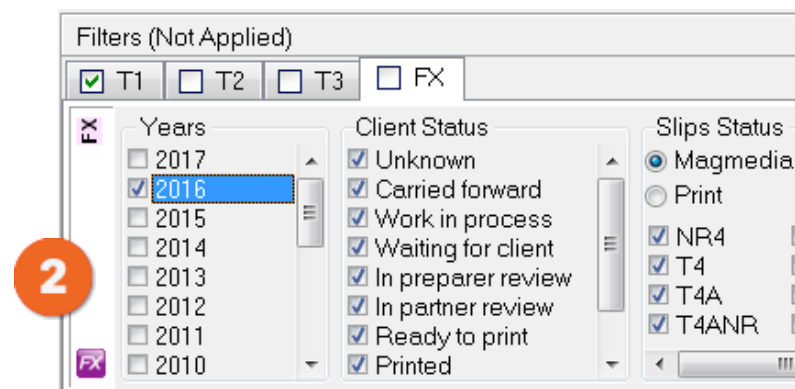 Filters (Not Applied)
T1 T2 T3 FX
FX
Years
2017
2016
2015
2014
2013
2012
2011
2010
Client Status
Unknown
Carried forward
Work in process
Waiting for client
In preparer review
In partner review
Ready to print
Printed
Slips Status
Magmedia
Print
NR4
T4
T4A
T4ANR
2
FX